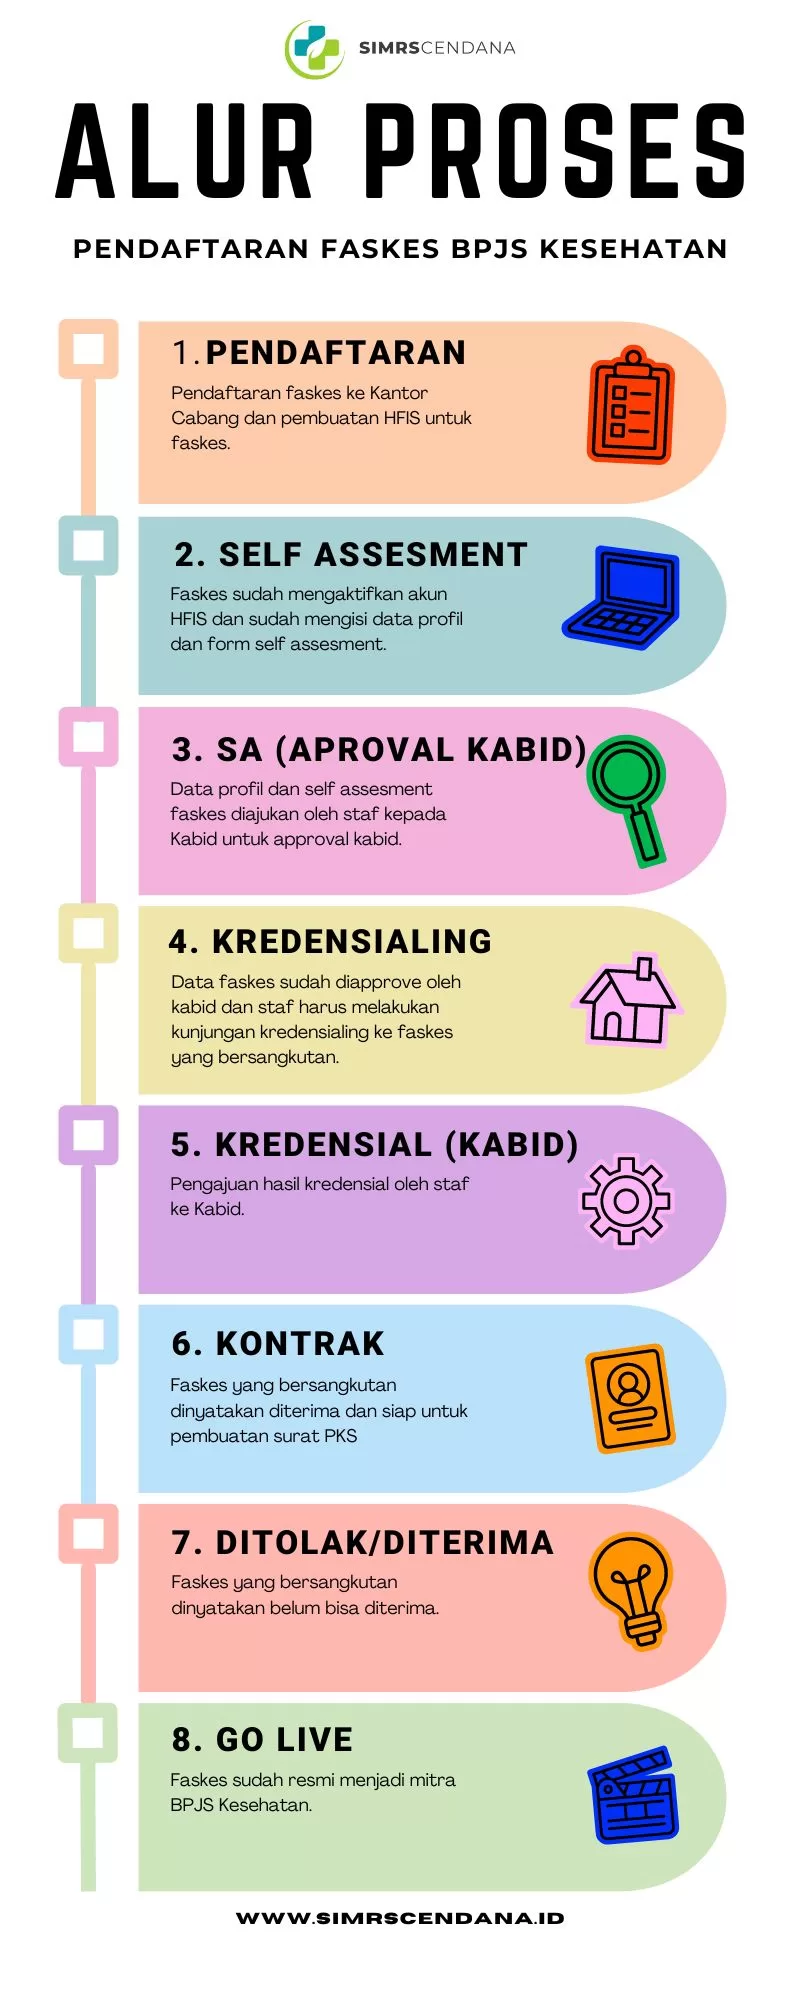 SIMRSCENDANA
ALUR PROSES
PENDAFTARAN FASKES BPJS KESEHATAN
1. PENDAFTARAN
Pendaftaran faskes ke Kantor
Cabang dan pembuatan HFIS untuk
faskes.
2. SELF ASSESMENT
Faskes sudah mengaktifkan akun
HFIS dan sudah mengisi data profil
dan form self assesment.
3. SA (APROVAL KABID)
Data profil dan self assesment
faskes diajukan oleh staf kepada
Kabid untuk approval kabid.
4. KREDENSIALING
Data faskes sudah diapprove oleh
kabid dan staf harus melakukan
kunjungan kredensialing ke faskes
yang bersangkutan.
5. KREDENSIAL (KABID)
Pengajuan hasil kredensial oleh staf
ke Kabid.
6. KONTRAK
Faskes yang bersangkutan
dinyatakan diterima dan siap untuk
pembuatan surat PKS
7. DITOLAK/DITERIMA
Faskes yang bersangkutan
dinyatakan belum bisa diterima.
8. GO LIVE
Faskes sudah resmi menjadi mitra
BPJS Kesehatan.
WWW.SIMRSCENDANA.ID